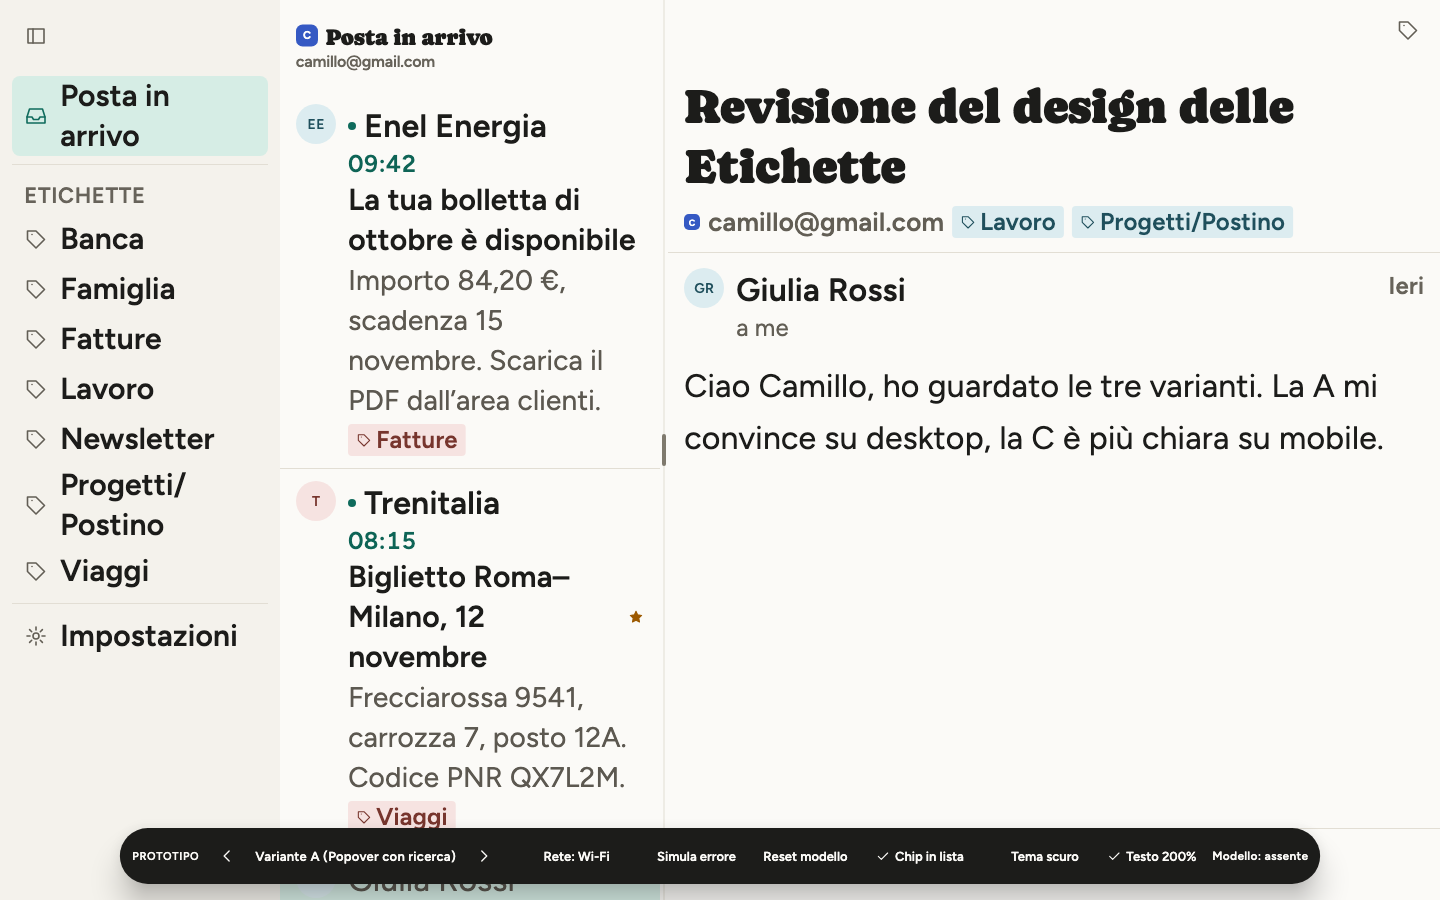 Posta in
arrivo
ETICHETTE
Banca
Famiglia
Fatture
Lavoro
Newsletter
Progetti/
Postino
Viaggi
Impostazioni
C Posta in arrivo
camillo@gmail.com
EE Enel Energia
09:42
La tua bolletta di
ottobre è disponibile
Importo 84,20 €,
scadenza 15
novembre. Scarica il
PDF dall’area clienti.
Fatture
T Trenitalia
08:15
Biglietto Roma–
Milano, 12
novembre
Frecciarossa 9541,
carrozza 7, posto 12A.
Codice PNR QX7L2M.
Viaggi
Giulia Rossi
Revisione del design delle
Etichette
C camillo@gmail.com Lavoro Progetti/Postino
GR Giulia Rossi Ieri
a me
Ciao Camillo, ho guardato le tre varianti. La A mi
convince su desktop, la C è più chiara su mobile.
PROTOTIPO Variante A (Popover con ricerca) Rete: Wi-Fi Simula errore Reset modello Chip in lista Tema scuro Testo 200% Modello: assente